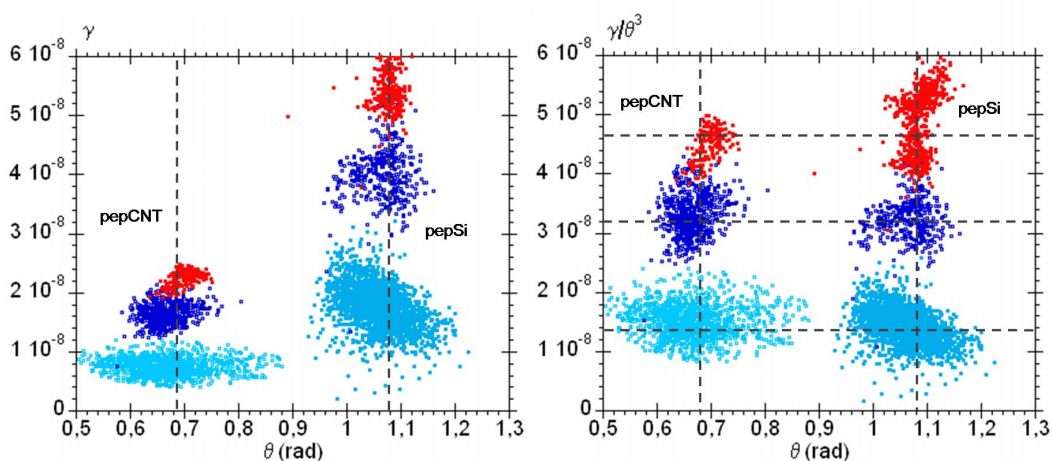 γ
6 10⁻⁸
5 10⁻⁸
4 10⁻⁸
3 10⁻⁸
2 10⁻⁸
1 10⁻⁸
0
pepCNT
pepSi
0,5 0,6 0,7 0,8 0,9 1 1,1 1,2 1,3
θ (rad)
γ/θ³
6 10⁻⁸
5 10⁻⁸
4 10⁻⁸
3 10⁻⁸
2 10⁻⁸
1 10⁻⁸
0
pepCNT
pepSi
0,5 0,6 0,7 0,8 0,9 1 1,1 1,2 1,3
θ (rad)